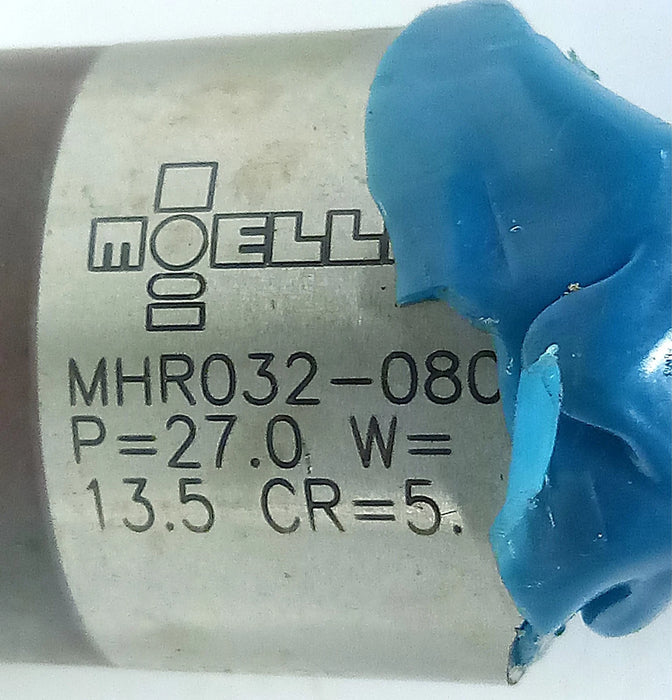 MOELL
MHR032-080
P=27.0 W=
13.5 CR=5.